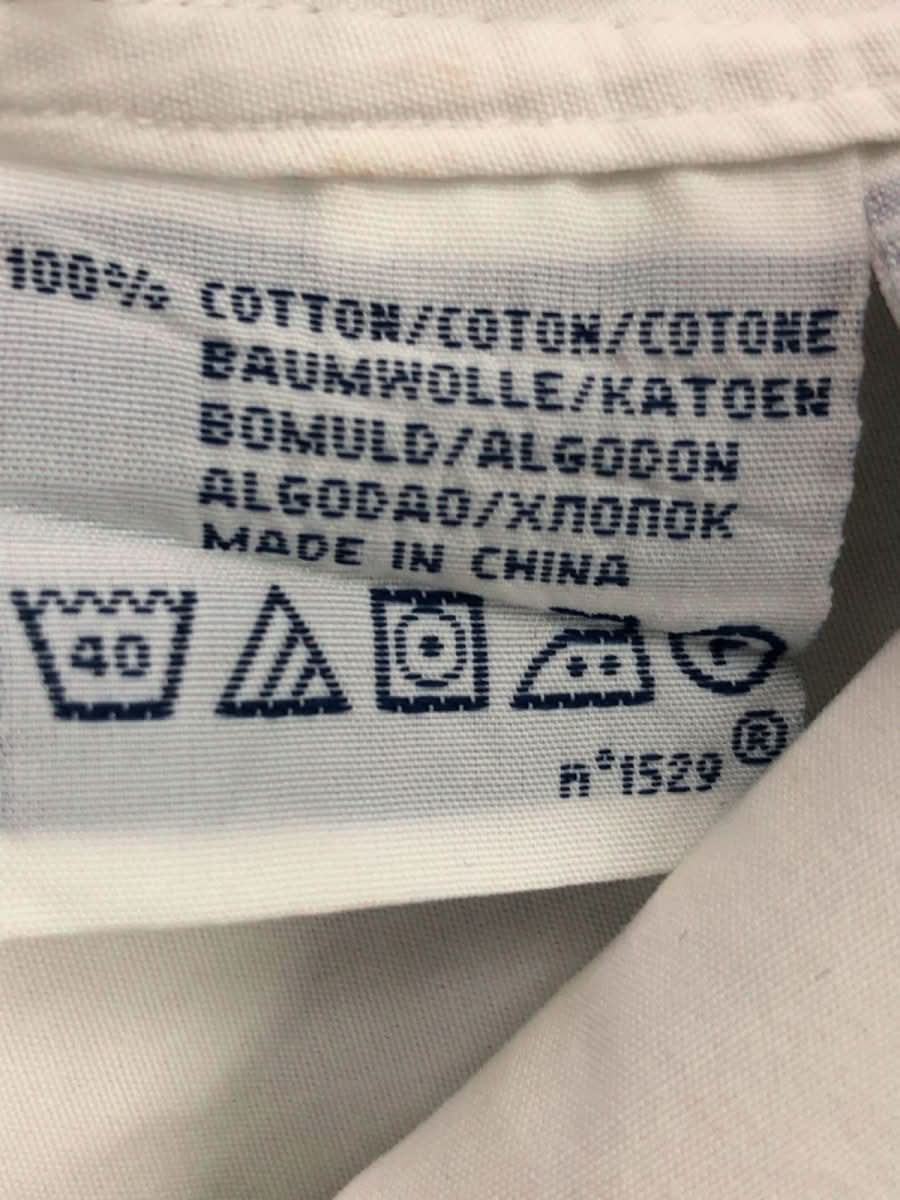 100% COTTON/COTON/COTONE
BAUMWOLLE/KATOEN
BOMULD/ALGODON
ALGODAO/ХЛОПОК
MADE IN CHINA
40
F
n°1529 ®